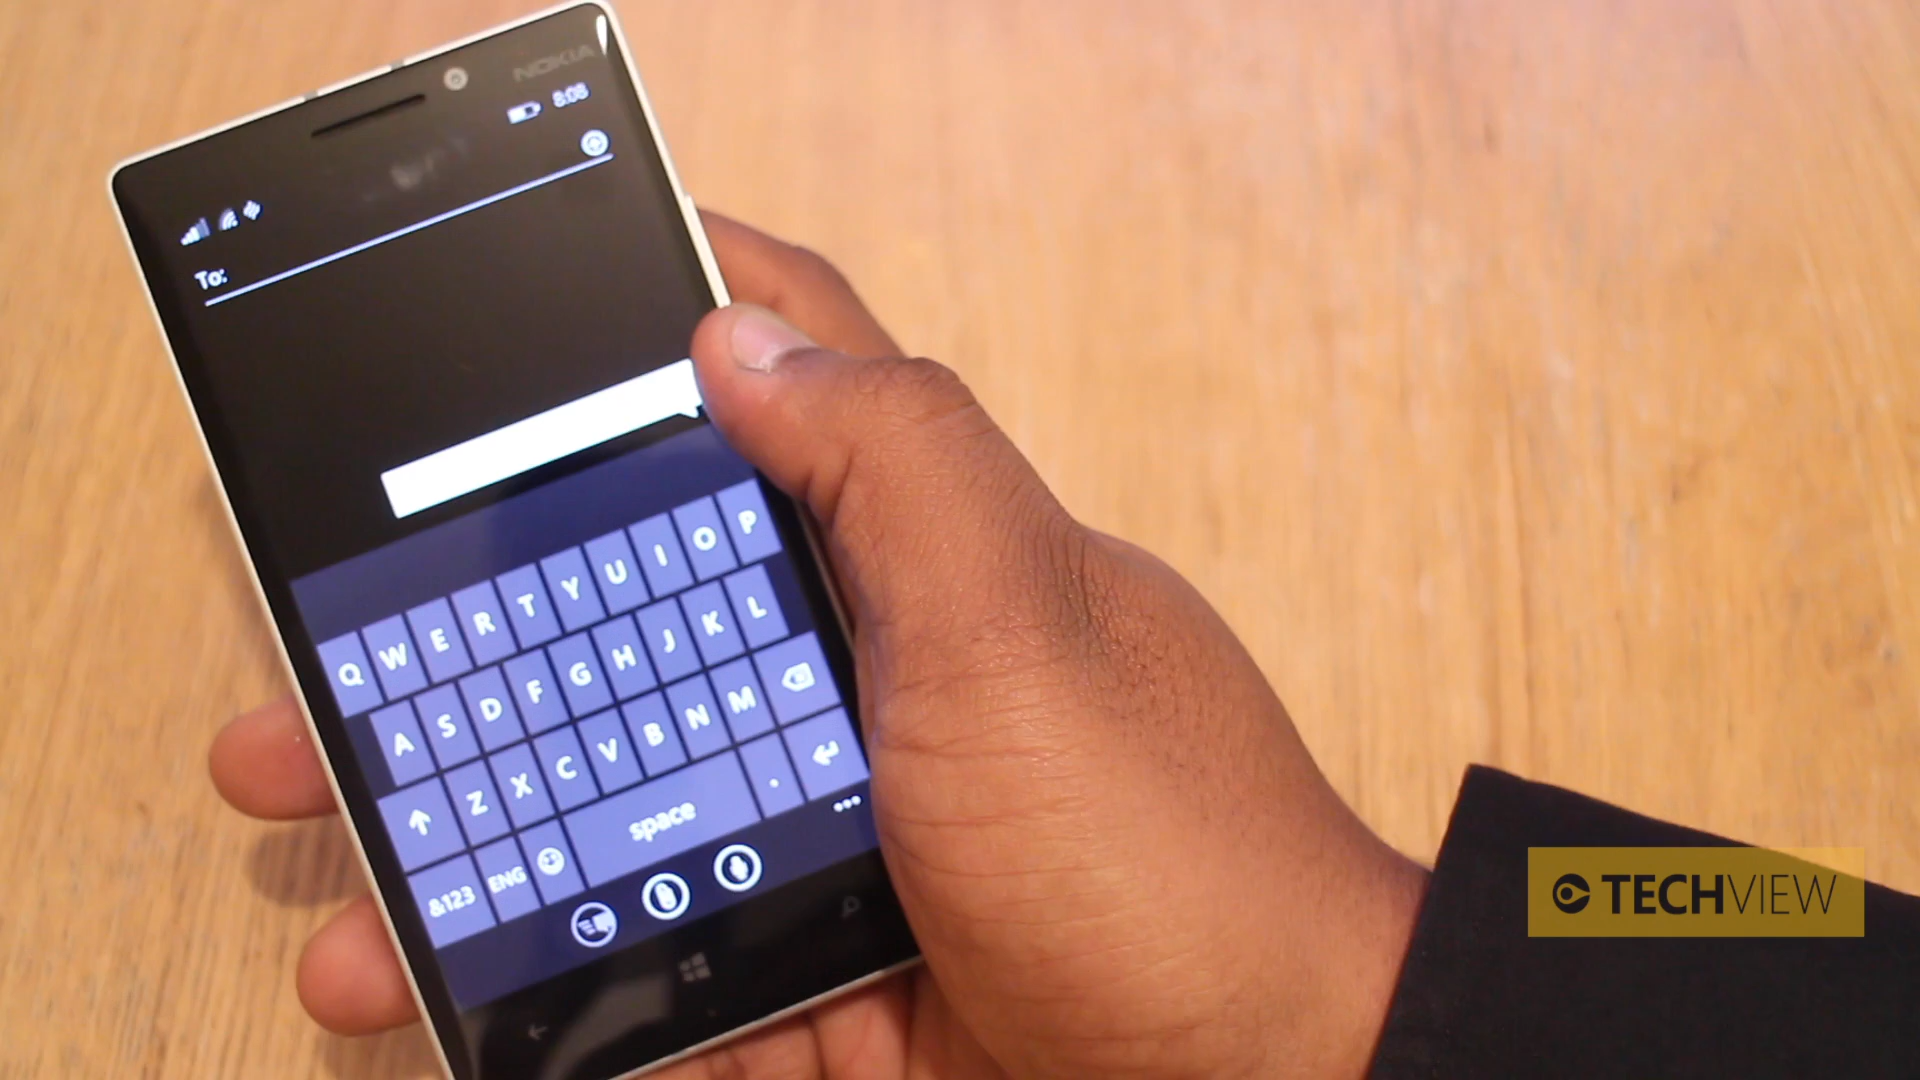 NOKIA
8:08
To:
Q W E R T Y U I O P
A S D F G H J K L
Z X C V B N M
&123 ENG space .
TECHVIEW